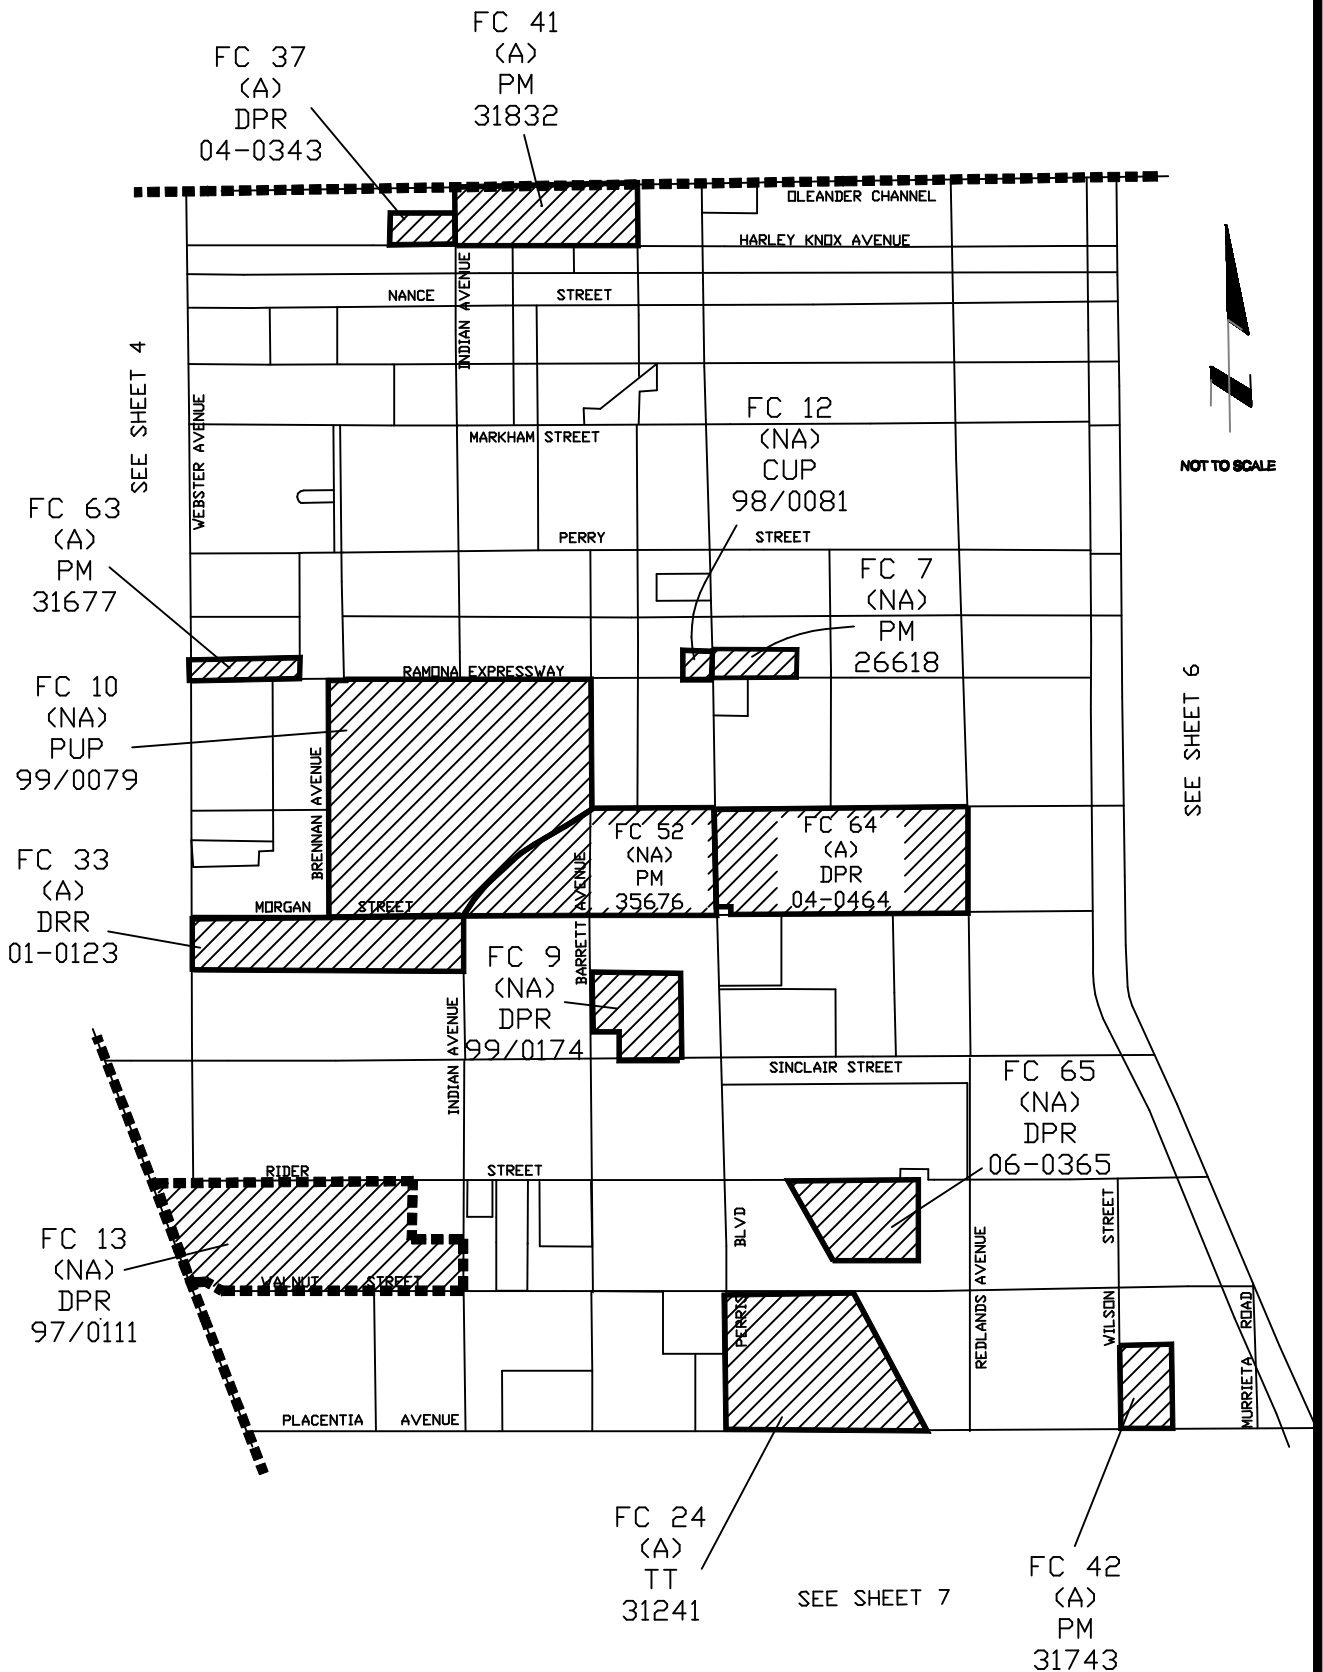 FC 41
(A)
PM
31832
FC 37
(A)
DPR
04-0343
OLEANDER CHANNEL
HARLEY KNOX AVENUE
INDIAN AVENUE
NANCE STREET
SEE SHEET 4
WEBSTER AVENUE
FC 12
(NA)
CUP
98/0081
MARKHAM STREET
NOT TO SCALE
FC 63
(A)
PM
31677
PERRY STREET
FC 7
(NA)
PM
26618
RAMONA EXPRESSWAY
SEE SHEET 6
FC 10
(NA)
PUP
99/0079
BRENNAN AVENUE
FC 52
(NA)
PM
35676
FC 64
(A)
DPR
04-0464
FC 33
(A)
DRR
01-0123
MORGAN STREET
BARRETT AVENUE
FC 9
(NA)
DPR
99/0174
INDIAN AVENUE
SINCLAIR STREET
FC 65
(NA)
DPR
06-0365
RIDER STREET
FC 13
(NA)
DPR
97/0111
WALNUT STREET
PERRIS BLVD
REDLANDS AVENUE
WILSON STREET
MURRIETA ROAD
PLACENTIA AVENUE
FC 24
(A)
TT
31241
SEE SHEET 7
FC 42
(A)
PM
31743